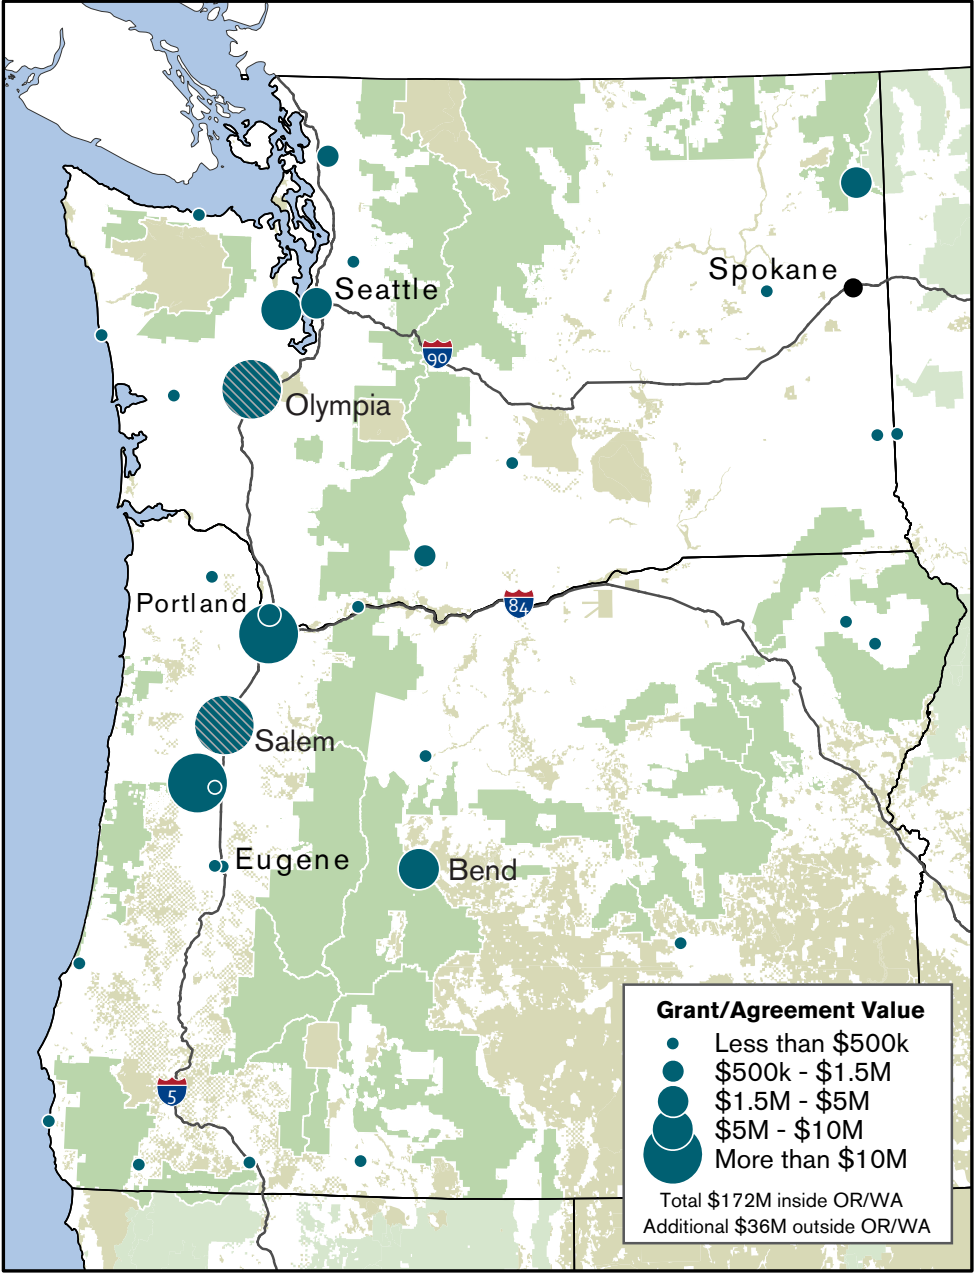 Spokane
Seattle
90
Olympia
Portland
84
Salem
Eugene
Bend
5
Grant/Agreement Value
Less than $500k
$500k - $1.5M
$1.5M - $5M
$5M - $10M
More than $10M
Total $172M inside OR/WA
Additional $36M outside OR/WA